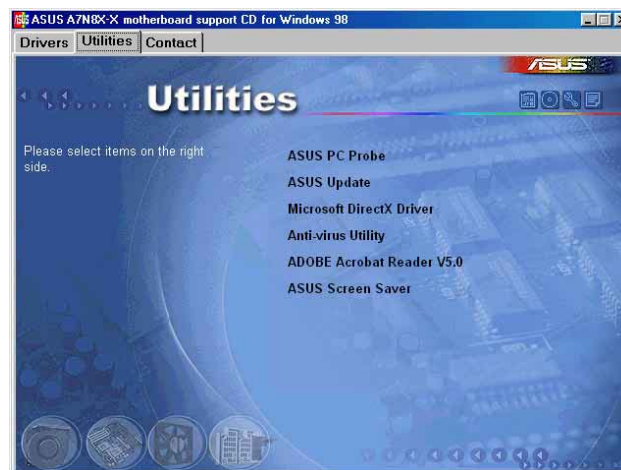 ASUS A7N8X-X motherboard support CD for Windows 98
Drivers Utilities Contact
ASUS
Utilities
Please select items on the right
side.
ASUS PC Probe
ASUS Update
Microsoft DirectX Driver
Anti-virus Utility
ADOBE Acrobat Reader V5.0
ASUS Screen Saver